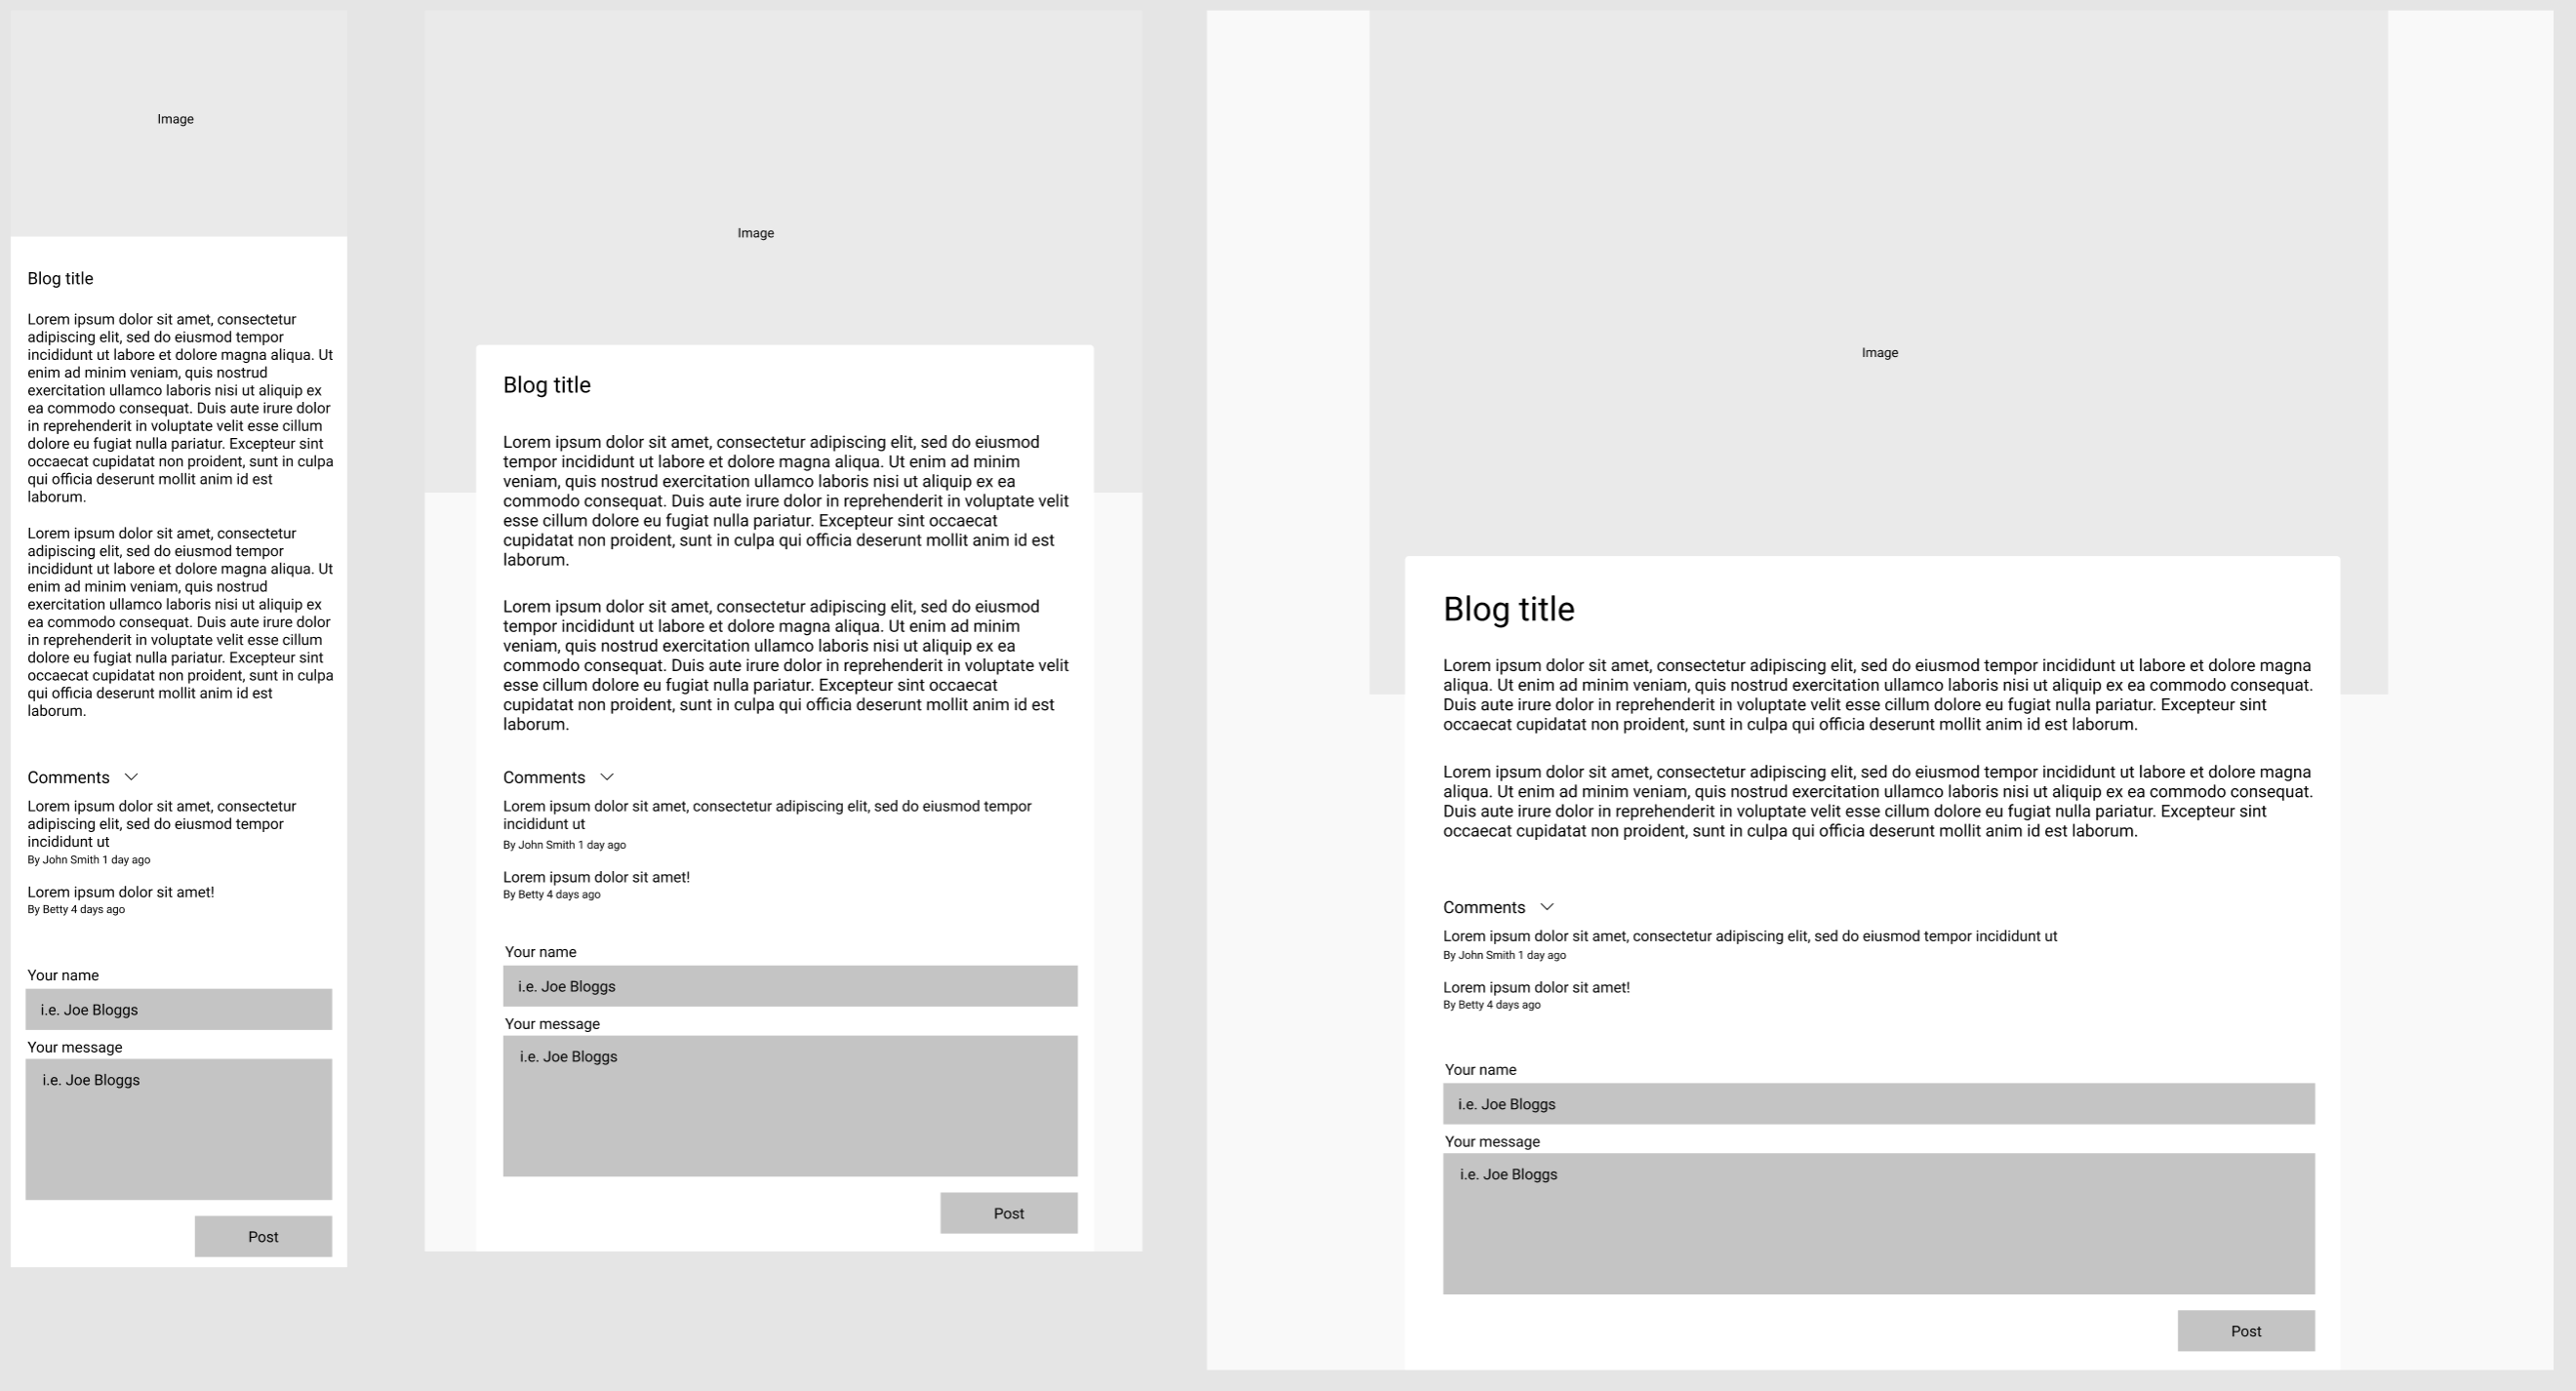 Image
Blog title
Lorem ipsum dolor sit amet, consectetur
adipiscing elit, sed do eiusmod tempor
incididunt ut labore et dolore magna aliqua. Ut
enim ad minim veniam, quis nostrud
exercitation ullamco laboris nisi ut aliquip ex
ea commodo consequat. Duis aute irure dolor
in reprehenderit in voluptate velit esse cillum
dolore eu fugiat nulla pariatur. Excepteur sint
occaecat cupidatat non proident, sunt in culpa
qui officia deserunt mollit anim id est
laborum.
Lorem ipsum dolor sit amet, consectetur
adipiscing elit, sed do eiusmod tempor
incididunt ut labore et dolore magna aliqua. Ut
enim ad minim veniam, quis nostrud
exercitation ullamco laboris nisi ut aliquip ex
ea commodo consequat. Duis aute irure dolor
in reprehenderit in voluptate velit esse cillum
dolore eu fugiat nulla pariatur. Excepteur sint
occaecat cupidatat non proident, sunt in culpa
qui officia deserunt mollit anim id est
laborum.
Comments
Lorem ipsum dolor sit amet, consectetur
adipiscing elit, sed do eiusmod tempor
incididunt ut
By John Smith 1 day ago
Lorem ipsum dolor sit amet!
By Betty 4 days ago
Your name
i.e. Joe Bloggs
Your message
i.e. Joe Bloggs
Post
Image
Blog title
Lorem ipsum dolor sit amet, consectetur adipiscing elit, sed do eiusmod
tempor incididunt ut labore et dolore magna aliqua. Ut enim ad minim
veniam, quis nostrud exercitation ullamco laboris nisi ut aliquip ex ea
commodo consequat. Duis aute irure dolor in reprehenderit in voluptate velit
esse cillum dolore eu fugiat nulla pariatur. Excepteur sint occaecat
cupidatat non proident, sunt in culpa qui officia deserunt mollit anim id est
laborum.
Lorem ipsum dolor sit amet, consectetur adipiscing elit, sed do eiusmod
tempor incididunt ut labore et dolore magna aliqua. Ut enim ad minim
veniam, quis nostrud exercitation ullamco laboris nisi ut aliquip ex ea
commodo consequat. Duis aute irure dolor in reprehenderit in voluptate velit
esse cillum dolore eu fugiat nulla pariatur. Excepteur sint occaecat
cupidatat non proident, sunt in culpa qui officia deserunt mollit anim id est
laborum.
Comments
Lorem ipsum dolor sit amet, consectetur adipiscing elit, sed do eiusmod tempor
incididunt ut
By John Smith 1 day ago
Lorem ipsum dolor sit amet!
By Betty 4 days ago
Your name
i.e. Joe Bloggs
Your message
i.e. Joe Bloggs
Post
Image
Blog title
Lorem ipsum dolor sit amet, consectetur adipiscing elit, sed do eiusmod tempor incididunt ut labore et dolore magna
aliqua. Ut enim ad minim veniam, quis nostrud exercitation ullamco laboris nisi ut aliquip ex ea commodo consequat.
Duis aute irure dolor in reprehenderit in voluptate velit esse cillum dolore eu fugiat nulla pariatur. Excepteur sint
occaecat cupidatat non proident, sunt in culpa qui officia deserunt mollit anim id est laborum.
Lorem ipsum dolor sit amet, consectetur adipiscing elit, sed do eiusmod tempor incididunt ut labore et dolore magna
aliqua. Ut enim ad minim veniam, quis nostrud exercitation ullamco laboris nisi ut aliquip ex ea commodo consequat.
Duis aute irure dolor in reprehenderit in voluptate velit esse cillum dolore eu fugiat nulla pariatur. Excepteur sint
occaecat cupidatat non proident, sunt in culpa qui officia deserunt mollit anim id est laborum.
Comments
Lorem ipsum dolor sit amet, consectetur adipiscing elit, sed do eiusmod tempor incididunt ut
By John Smith 1 day ago
Lorem ipsum dolor sit amet!
By Betty 4 days ago
Your name
i.e. Joe Bloggs
Your message
i.e. Joe Bloggs
Post